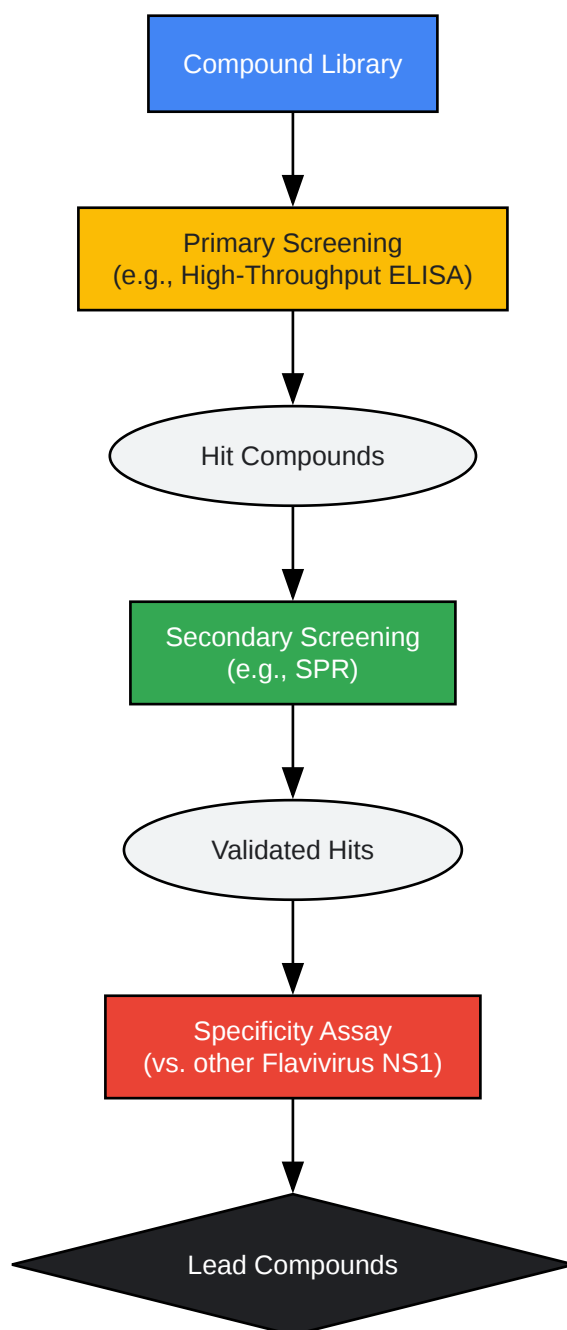 Compound Library
Primary Screening
(e.g., High-Throughput ELISA)
Hit Compounds
Secondary Screening
(e.g., SPR)
Validated Hits
Specificity Assay
(vs. other Flavivirus NS1)
Lead Compounds